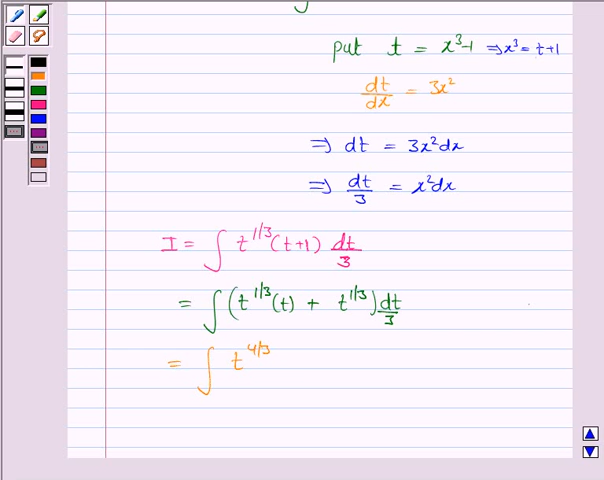 put t = x³-1 ⇒x³ = t+1
dt/dx = 3x²
⇒ dt = 3x²dx
⇒ dt/3 = x²dx
I = ∫ t^1/3 (t+1) dt/3
= ∫ (t^1/3 (t) + t^1/3) dt/3
= ∫ t^4/3